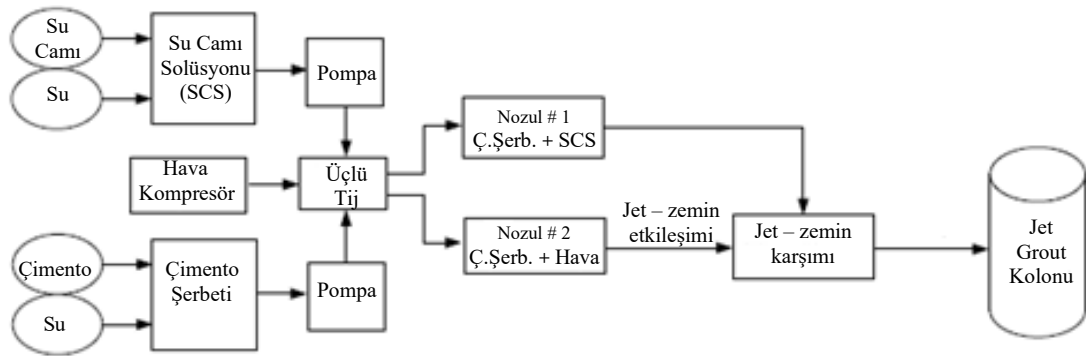 Su
Camı
Su
Su Camı
Solüsyonu
(SCS)
Pompa
Hava
Kompresör
Üçlü
Tij
Çimento
Su
Çimento
Şerbeti
Pompa
Nozul # 1
Ç.Şerb. + SCS
Nozul # 2
Ç.Şerb. + Hava
Jet – zemin
etkileşimi
Jet – zemin
karşımı
Jet
Grout
Kolonu